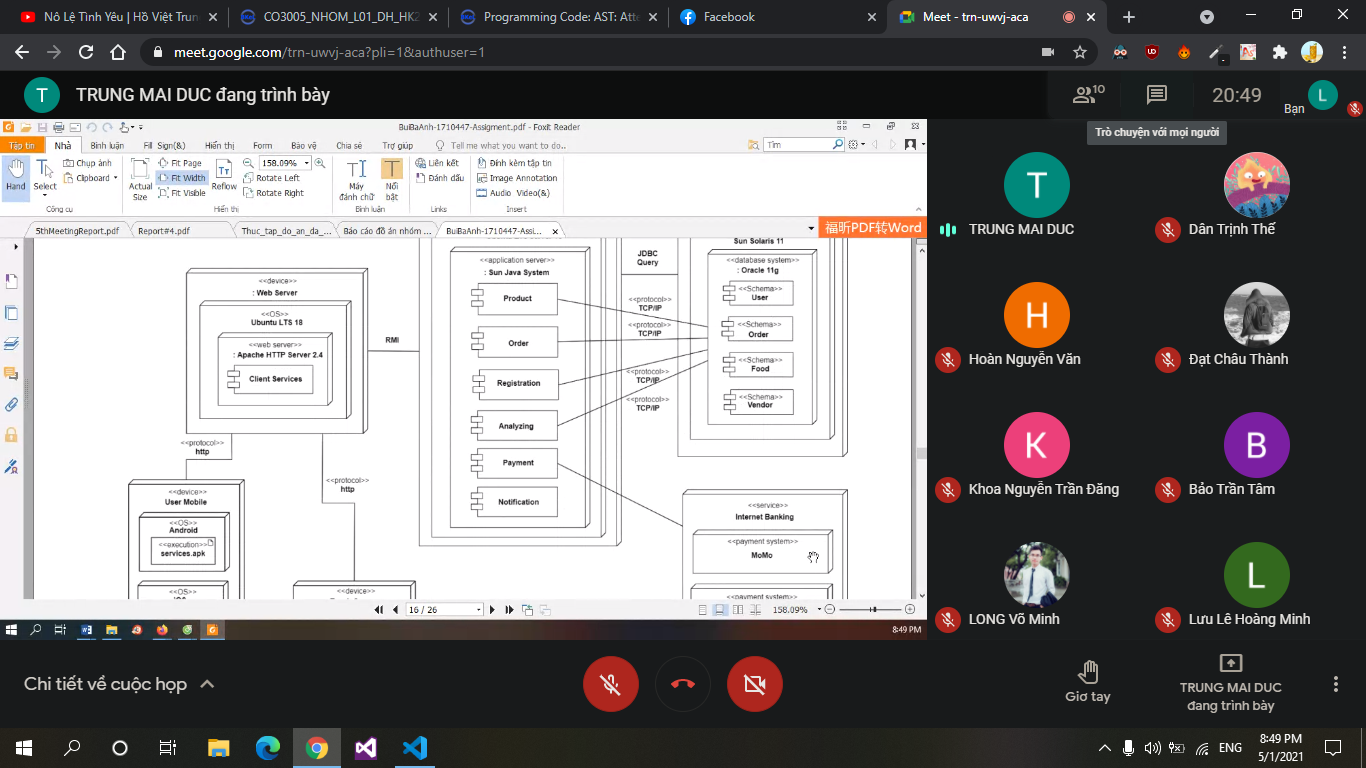 Nô Lệ Tình Yêu | Hồ Việt Trun
CO3005_NHOM_L01_DH_HK2
Programming Code: AST: Atte
Facebook
Meet - trn-uwvj-aca
meet.google.com/trn-uwvj-aca?pli=1&authuser=1
T
TRUNG MAI DUC đang trình bày
10
20:49
Bạn
L
Trò chuyện với mọi người
BuiBaAnh-1710447-Assigment.pdf - Foxit Reader
Tập tin
Nhà
Bình luận
Fill Sign(&)
Hiển thị
Form
Bảo vệ
Chia sẻ
Trợ giúp
Tell me what you want to do..
Tìm
Hand
Select
Chụp ảnh
Clipboard
Công cụ
Actual Size
Fit Page
Fit Width
Fit Visible
Reflow
158.09%
Rotate Left
Rotate Right
Hiển thị
Máy đánh chữ
Nổi bật
Bình luận
Liên kết
Đánh dấu
Links
Đính kèm tập tin
Image Annotation
Audio Video(&)
Insert
5thMeetingReport.pdf
Report#4.pdf
Thuc_tap_do_an_da_...
Báo cáo đồ án nhóm ...
BuiBaAnh-1710447-Assi...
福昕PDF转Word
<<device>>
: Web Server
<<OS>>
Ubuntu LTS 18
<<web server>>
: Apache HTTP Server 2.4
Client Services
RMI
<<application server>>
: Sun Java System
Product
Order
Registration
Analyzing
Payment
Notification
JDBC
Query
<<protocol>>
TCP/IP
<<protocol>>
TCP/IP
<<protocol>>
TCP/IP
<<protocol>>
TCP/IP
Sun Solaris 11
<<database system>>
: Oracle 11g
<<Schema>>
User
<<Schema>>
Order
<<Schema>>
Food
<<Schema>>
Vendor
<<protocol>>
http
<<protocol>>
http
<<device>>
User Mobile
<<OS>>
Android
<<execution>>
services.apk
<<OS>>
<<device>>
<<service>>
Internet Banking
<<payment system>>
MoMo
<<payment system>>
16 / 26
158.09%
8:49 PM
T
TRUNG MAI DUC
Dân Trịnh Thế
H
Hoàn Nguyễn Văn
Đạt Châu Thành
K
Khoa Nguyễn Trần Đăng
B
Bảo Trần Tâm
LONG Võ Minh
L
Lưu Lê Hoàng Minh
Chi tiết về cuộc họp
Giơ tay
TRUNG MAI DUC
đang trình bày
ENG
8:49 PM
5/1/2021